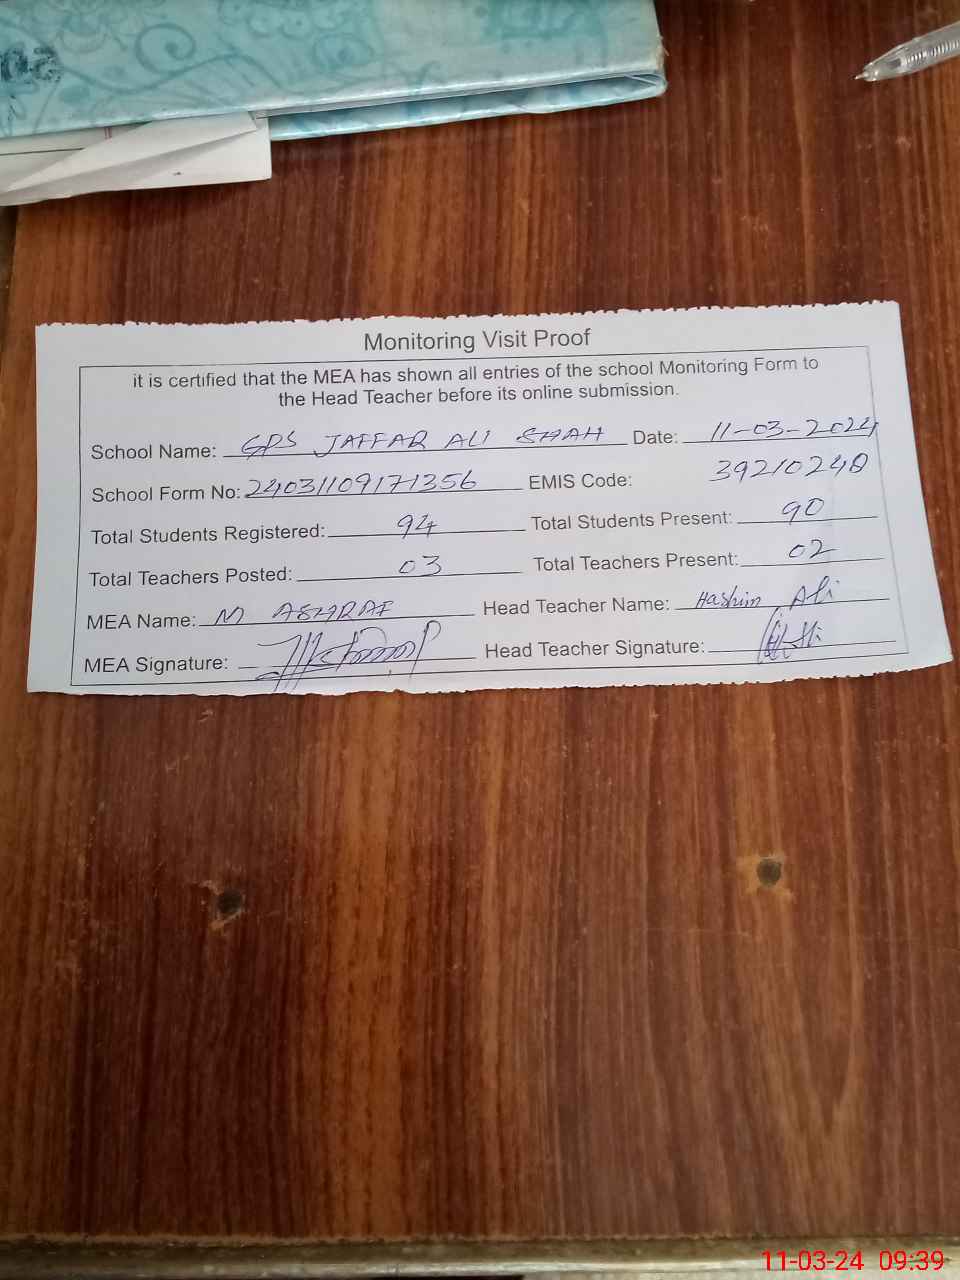 Monitoring Visit Proof
it is certified that the MEA has shown all entries of the school Monitoring Form to
the Head Teacher before its online submission.
School Name: GPS JAFFAR ALI SHAH Date: 11-03-2024
School Form No: 24031109171356 EMIS Code: 39210240
Total Students Registered: 94 Total Students Present: 90
Total Teachers Posted: 03 Total Teachers Present: 02
MEA Name: M ASHRAF Head Teacher Name: Hashim Ali
MEA Signature: Head Teacher Signature:
11-03-24 09:39